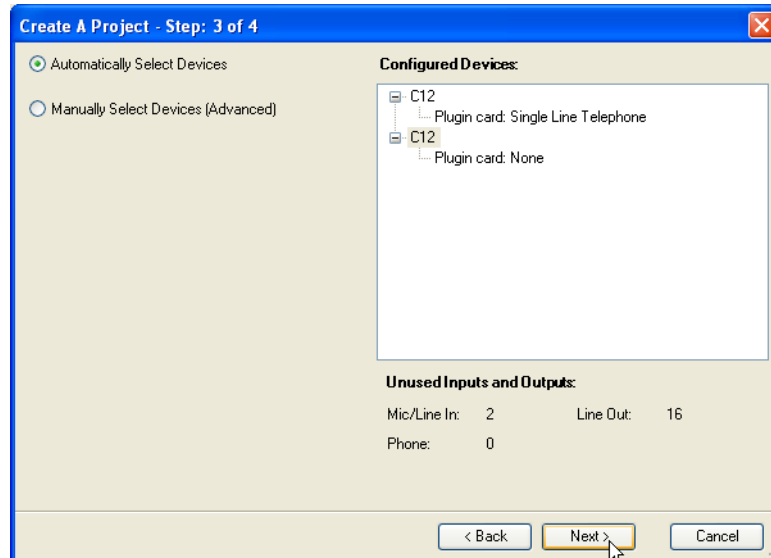 Create A Project - Step: 3 of 4
Automatically Select Devices
Manually Select Devices (Advanced)
Configured Devices:
C12
Plugin card: Single Line Telephone
C12
Plugin card: None
Unused Inputs and Outputs:
Mic/Line In: 2 Line Out: 16
Phone: 0
< Back Next > Cancel